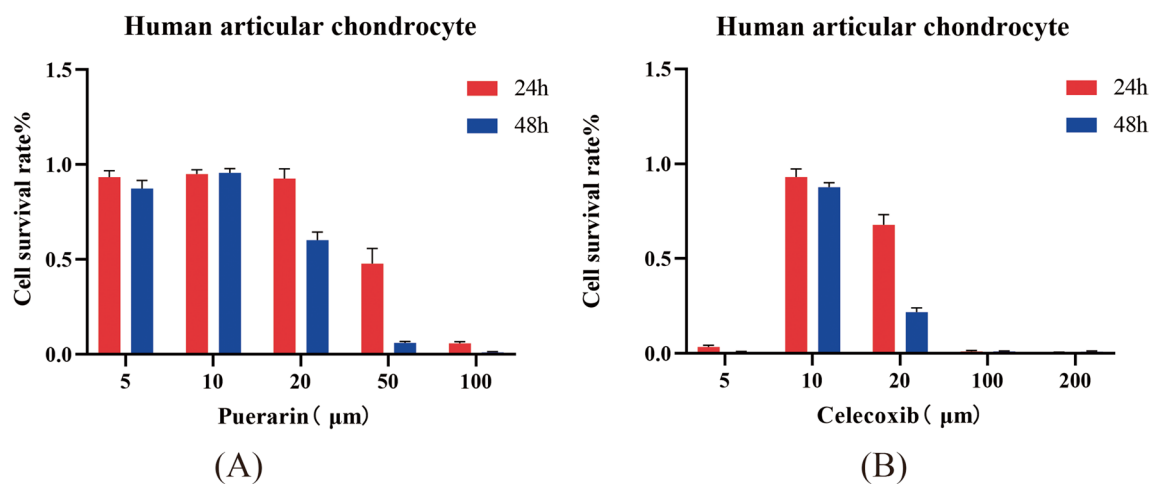 Human articular chondrocyte
1.5
1.0
0.5
0.0
Cell survival rate%
24h
48h
5 10 20 50 100
Puerarin( μm)
(A)
Human articular chondrocyte
1.5
1.0
0.5
0.0
Cell survival rate%
24h
48h
5 10 20 100 200
Celecoxib( μm)
(B)